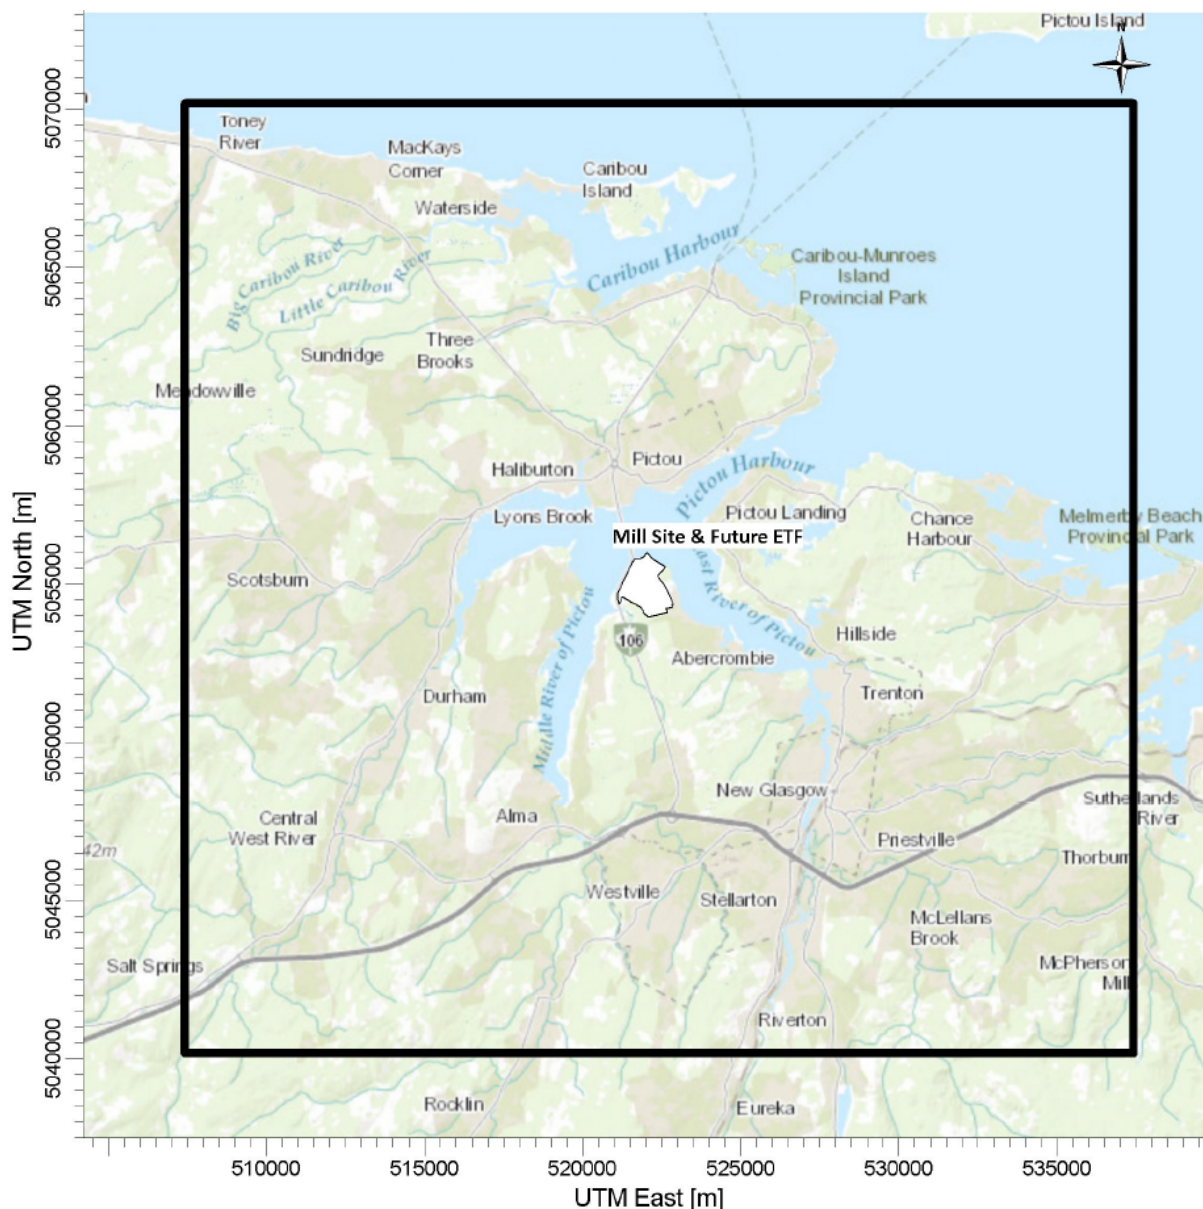 Pictou Island
N
5070000
Toney
River
MacKays
Corner
Caribou
Island
Waterside
Caribou Harbour
5065000
Big Caribou River
Little Caribou River
Caribou-Munroes
Island
Provincial Park
Three
Brooks
Sundridge
Meadowville
5060000
Haliburton
Pictou
Pictou Harbour
Lyons Brook
Pictou Landing
Chance
Harbour
Melmerby Beach
Provincial Park
Mill Site & Future ETF
UTM North [m]
5055000
Scotsburn
East River of Pictou
Middle River of Pictou
106
Hillside
Abercrombie
Durham
Trenton
5050000
New Glasgow
Central
West River
Alma
Sutherlands
River
Priestville
42m
Thorburn
5045000
Westville
Stellarton
McLellans
Brook
Salt Springs
McPherson
Mill
Riverton
5040000
Rocklin
Eureka
510000
515000
520000
525000
530000
535000
UTM East [m]